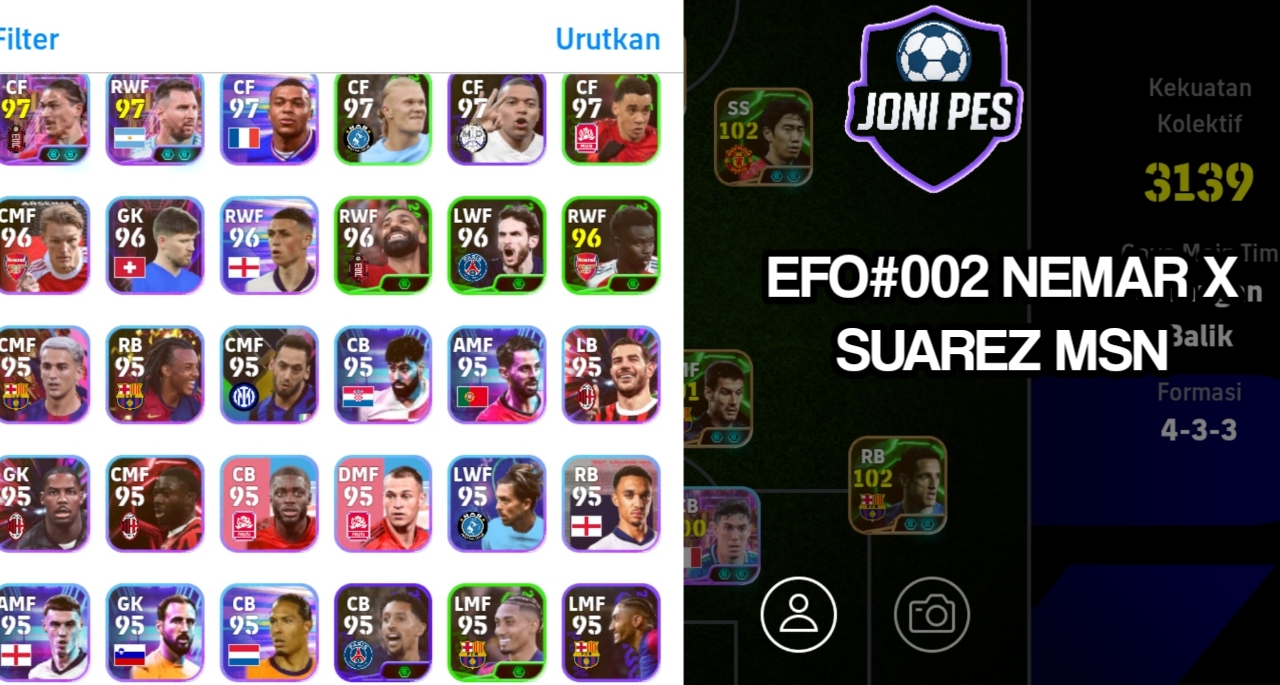 Filter
Urutkan
CF
97
RWF
97
CF
97
CF
97
CF
97
CF
97
CMF
96
GK
96
RWF
96
RWF
96
LWF
96
RWF
96
CMF
95
RB
95
CMF
95
CB
95
AMF
95
LB
95
GK
95
CMF
95
CB
95
DMF
95
LWF
95
RB
95
AMF
95
GK
95
CB
95
CB
95
LMF
95
LMF
95
SS
102
RB
102
JONI PES
EFO#002 NEMAR X
SUAREZ MSN
Kekuatan
Kolektif
3139
Balik
Formasi
4-3-3